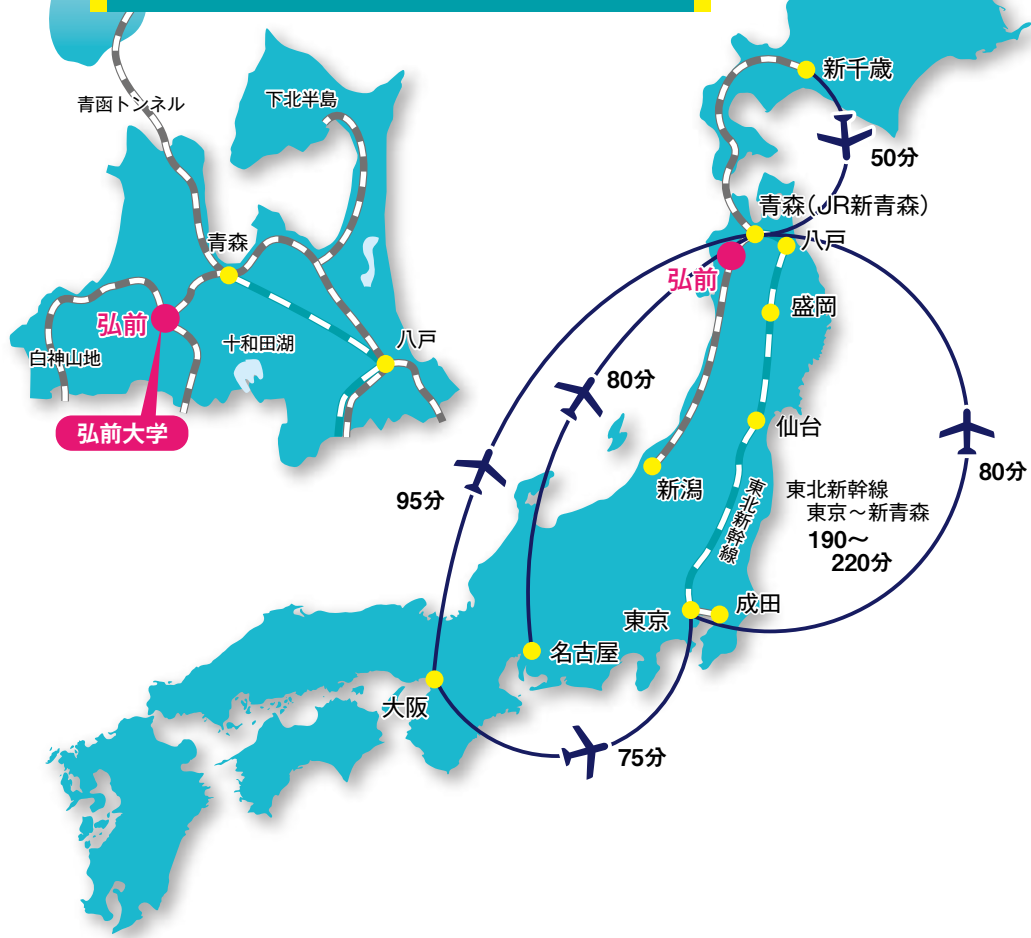 青函トンネル
下北半島
青森
弘前
十和田湖
八戸
白神山地
弘前大学
新千歳
50分
青森(JR新青森)
八戸
弘前
盛岡
80分
仙台
80分
新潟
95分
東北新幹線
東北新幹線
東京～新青森
190～
220分
東京
成田
名古屋
大阪
75分